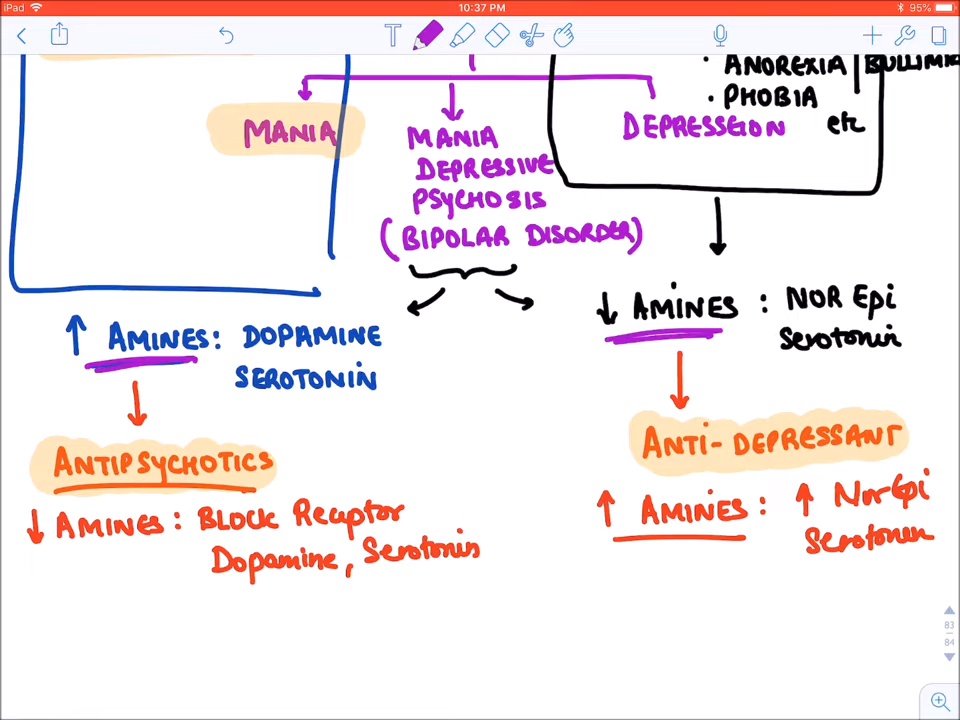 iPad
10:37 PM
95%
T
· ANOREXIA | BULLIMIA
· PHOBIA
etc
MANIA
MANIA
DEPRESSIVE
PSYCHOSIS
(BIPOLAR DISORDER)
DEPRESSION
↑ AMINES: DOPAMINE
SEROTONIN
↓ AMINES : NOR Epi
Serotonin
ANTIPSYCHOTICS
↓ AMINES: BLOCK Receptor
Dopamine, Serotonin
ANTI-DEPRESSANT
↑ AMINES: ↑ Nor Epi
Serotonin
83
84